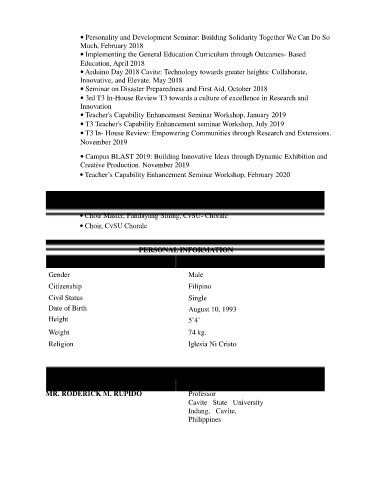 • Personality and Development Seminar: Building Solidarity Together We Can Do So
Much, February 2018
• Implementing the General Education Curriculum through Outcomes- Based
Education, April 2018
• Arduino Day 2018 Cavite: Technology towards greater heights: Collaborate,
Innovative, and Elevate. May 2018
• Seminar on Disaster Preparedness and First Aid, October 2018
• 3rd T3 In-House Review T3 towards a culture of excellence in Research and
Innovation
• Teacher's Capability Enhancement Seminar Workshop, January 2019
• T3 Teacher's Capability Enhancement seminar Workshop, July 2019
• T3 In- House Review: Empowering Communities through Research and Extensions.
November 2019
• Campus BLAST 2019: Building Innovative Ideas through Dynamic Exhibition and
Creative Production, November 2019
• Teacher's Capability Enhancement Seminar Workshop, February 2020
• Choir Master, Pamayang Sining, CvSU- Chorale
• Choir, CvSU Chorale
PERSONAL INFORMATION
Gender Male
Citizenship Filipino
Civil Status Single
Date of Birth August 10, 1993
Height 5'4'
Weight 74 kg.
Religion Iglesia Ni Cristo
MR. RODERICK M. RUPIDO Professor
Cavite State University
Indang, Cavite,
Philippines